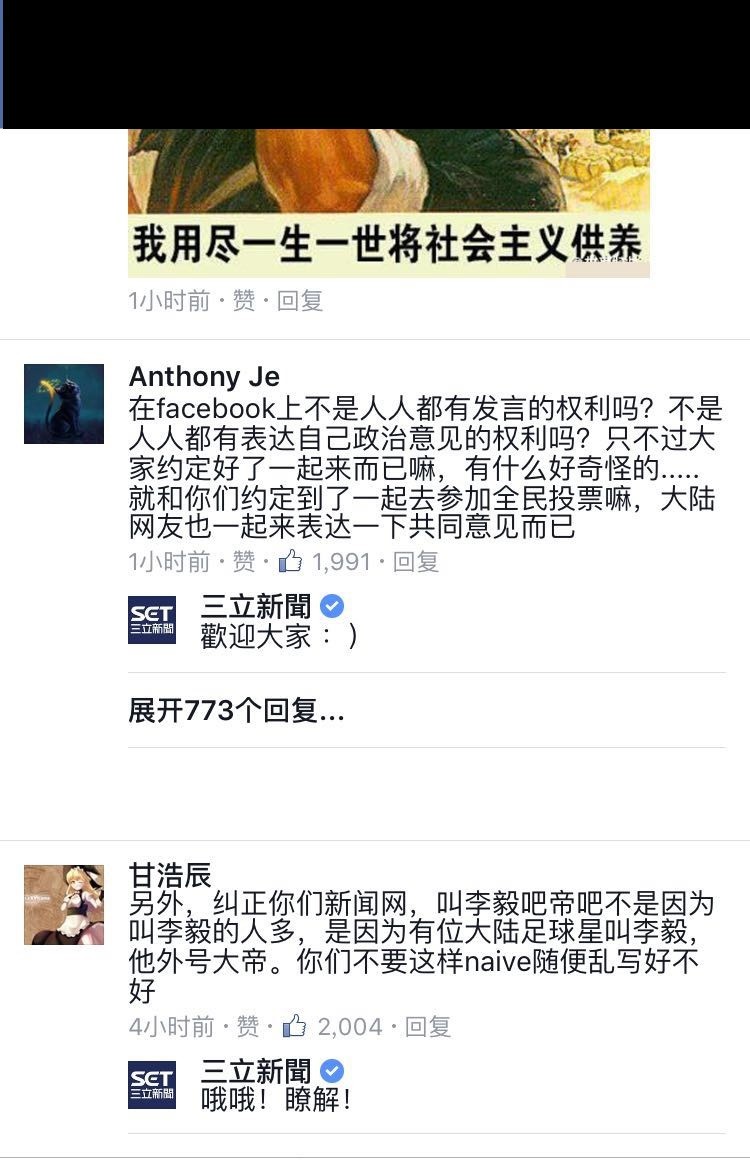 我用尽一生一世将社会主义供养
1小时前 · 赞 · 回复
Anthony Je
在facebook上不是人人都有发言的权利吗？不是
人人都有表达自己政治意见的权利吗？只不过大
家约定好了一起来而已嘛，有什么好奇怪的.....
就和你们约定到了一起去参加全民投票嘛，大陆
网友也一起来表达一下共同意见而已
1小时前 · 赞 · 1,991 · 回复
SET
三立新聞
三立新聞
歡迎大家：)
展开773个回复...
甘浩辰
另外，纠正你们新闻网，叫李毅吧帝吧不是因为
叫李毅的人多，是因为有位大陆足球星叫李毅，
他外号大帝。你们不要这样naive随便乱写好不
好
4小时前 · 赞 · 2,004 · 回复
SET
三立新聞
三立新聞
哦哦！瞭解！